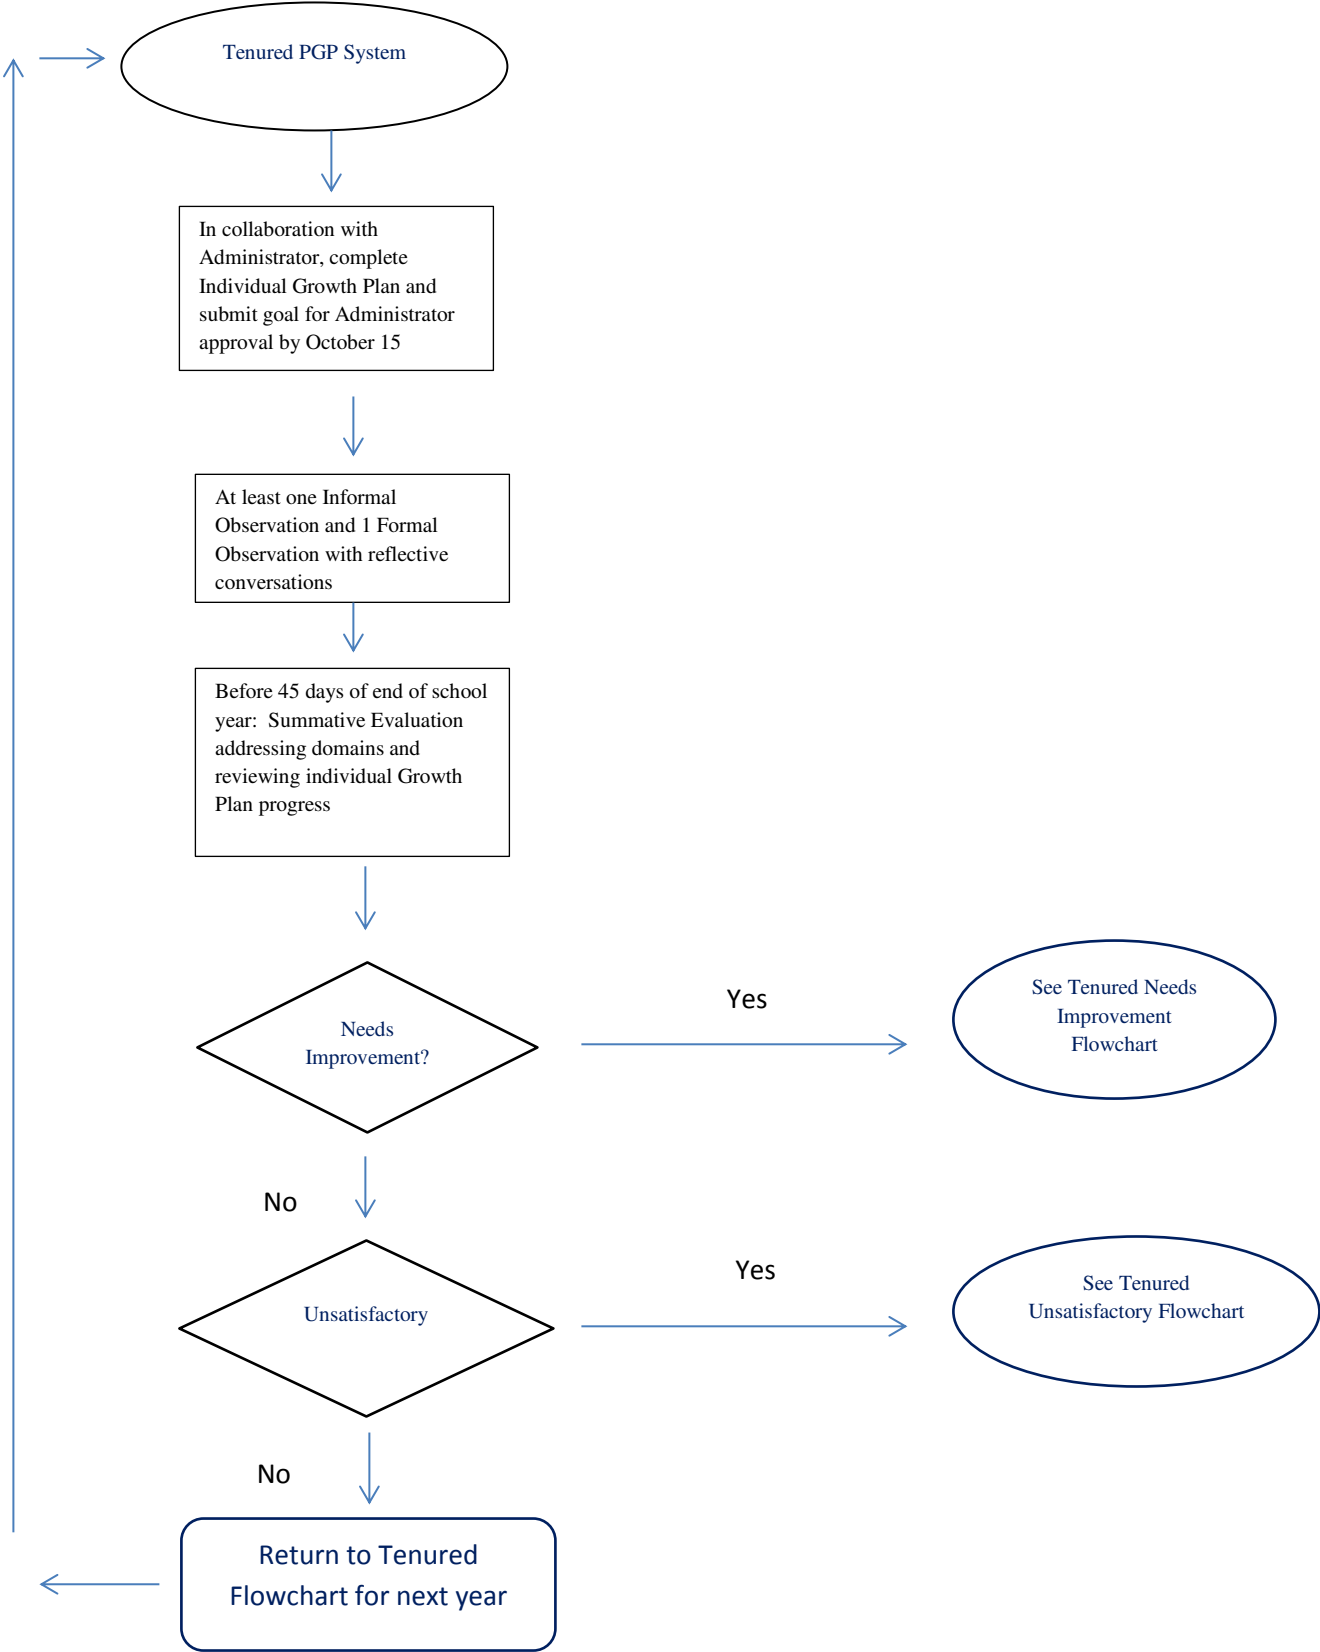 Tenured PGP System
In collaboration with
Administrator, complete
Individual Growth Plan and
submit goal for Administrator
approval by October 15
At least one Informal
Observation and 1 Formal
Observation with reflective
conversations
Before 45 days of end of school
year:  Summative Evaluation
addressing domains and
reviewing individual Growth
Plan progress
Needs
Improvement?
Yes
See Tenured Needs
Improvement
Flowchart
No
Unsatisfactory
Yes
See Tenured
Unsatisfactory Flowchart
No
Return to Tenured
Flowchart for next year